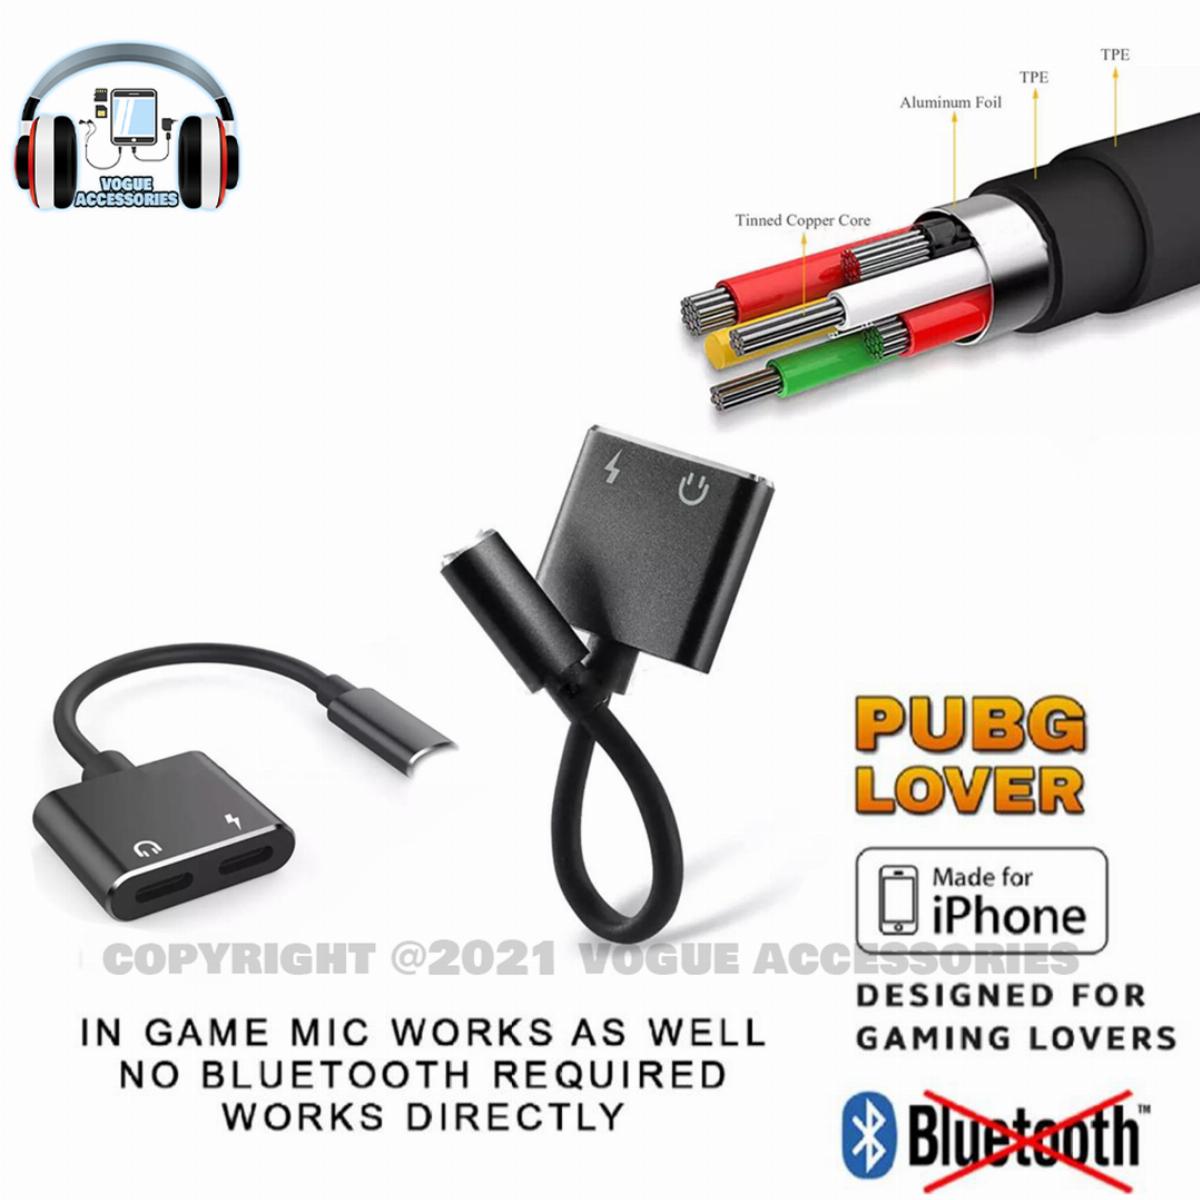 VOGUE
ACCESSORIES
TPE
TPE
Aluminum Foil
Tinned Copper Core
PUBG
LOVER
Made for
iPhone
COPYRIGHT @2021 VOGUE ACCESSORIES
DESIGNED FOR
GAMING LOVERS
IN GAME MIC WORKS AS WELL
NO BLUETOOTH REQUIRED
WORKS DIRECTLY
Bluetooth™